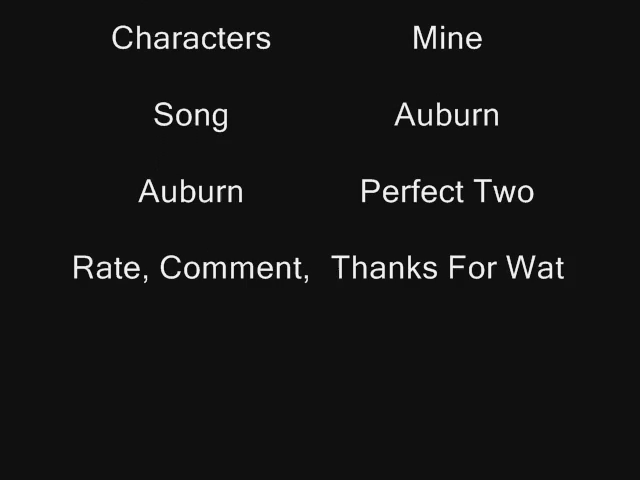 Characters Mine
Song Auburn
Auburn Perfect Two
Rate, Comment, Thanks For Wat